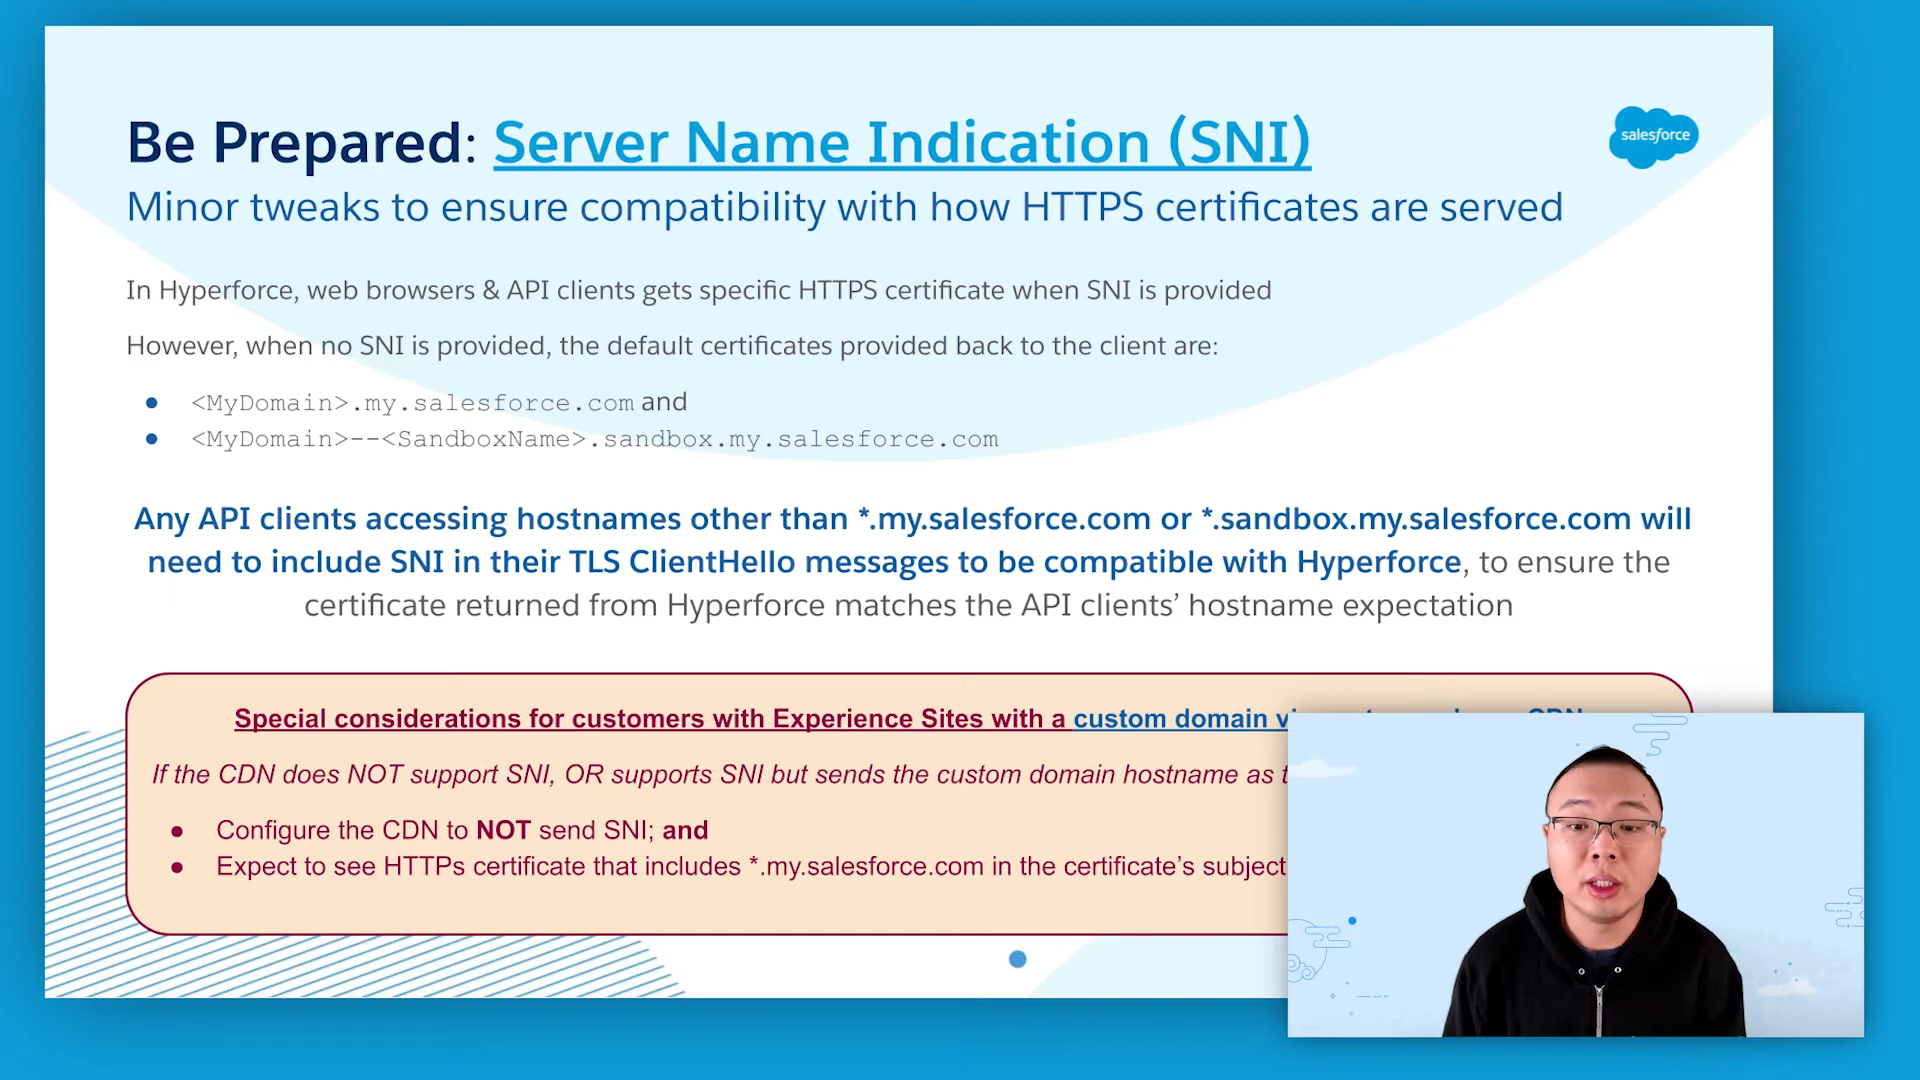 Be Prepared: Server Name Indication (SNI)
salesforce
Minor tweaks to ensure compatibility with how HTTPS certificates are served
In Hyperforce, web browsers & API clients gets specific HTTPS certificate when SNI is provided
However, when no SNI is provided, the default certificates provided back to the client are:
● <MyDomain>.my.salesforce.com and
● <MyDomain>--<SandboxName>.sandbox.my.salesforce.com
Any API clients accessing hostnames other than *.my.salesforce.com or *.sandbox.my.salesforce.com will
need to include SNI in their TLS ClientHello messages to be compatible with Hyperforce, to ensure the
certificate returned from Hyperforce matches the API clients’ hostname expectation
Special considerations for customers with Experience Sites with a custom domain
If the CDN does NOT support SNI, OR supports SNI but sends the custom domain hostname as
● Configure the CDN to NOT send SNI; and
● Expect to see HTTPs certificate that includes *.my.salesforce.com in the certificate’s subject